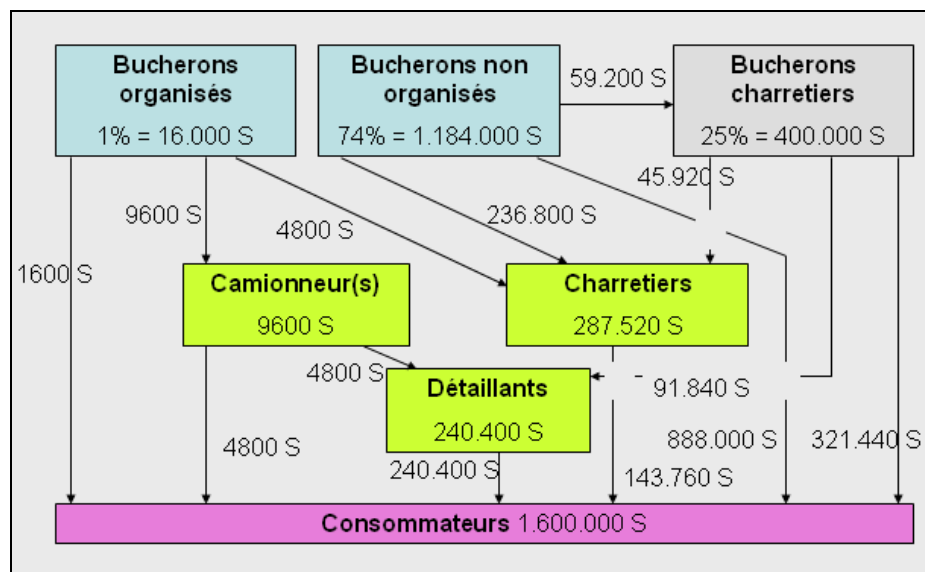 Bucherons
organisés
1% = 16.000 S
Bucherons non
organisés
74% = 1.184.000 S
59.200 S
Bucherons
charretiers
25% = 400.000 S
9600 S
4800 S
236.800 S
45.920 S
1600 S
Camionneur(s)
9600 S
Charretiers
287.520 S
4800 S
Détaillants
240.400 S
91.840 S
4800 S
240.400 S
143.760 S
888.000 S
321.440 S
Consommateurs 1.600.000 S